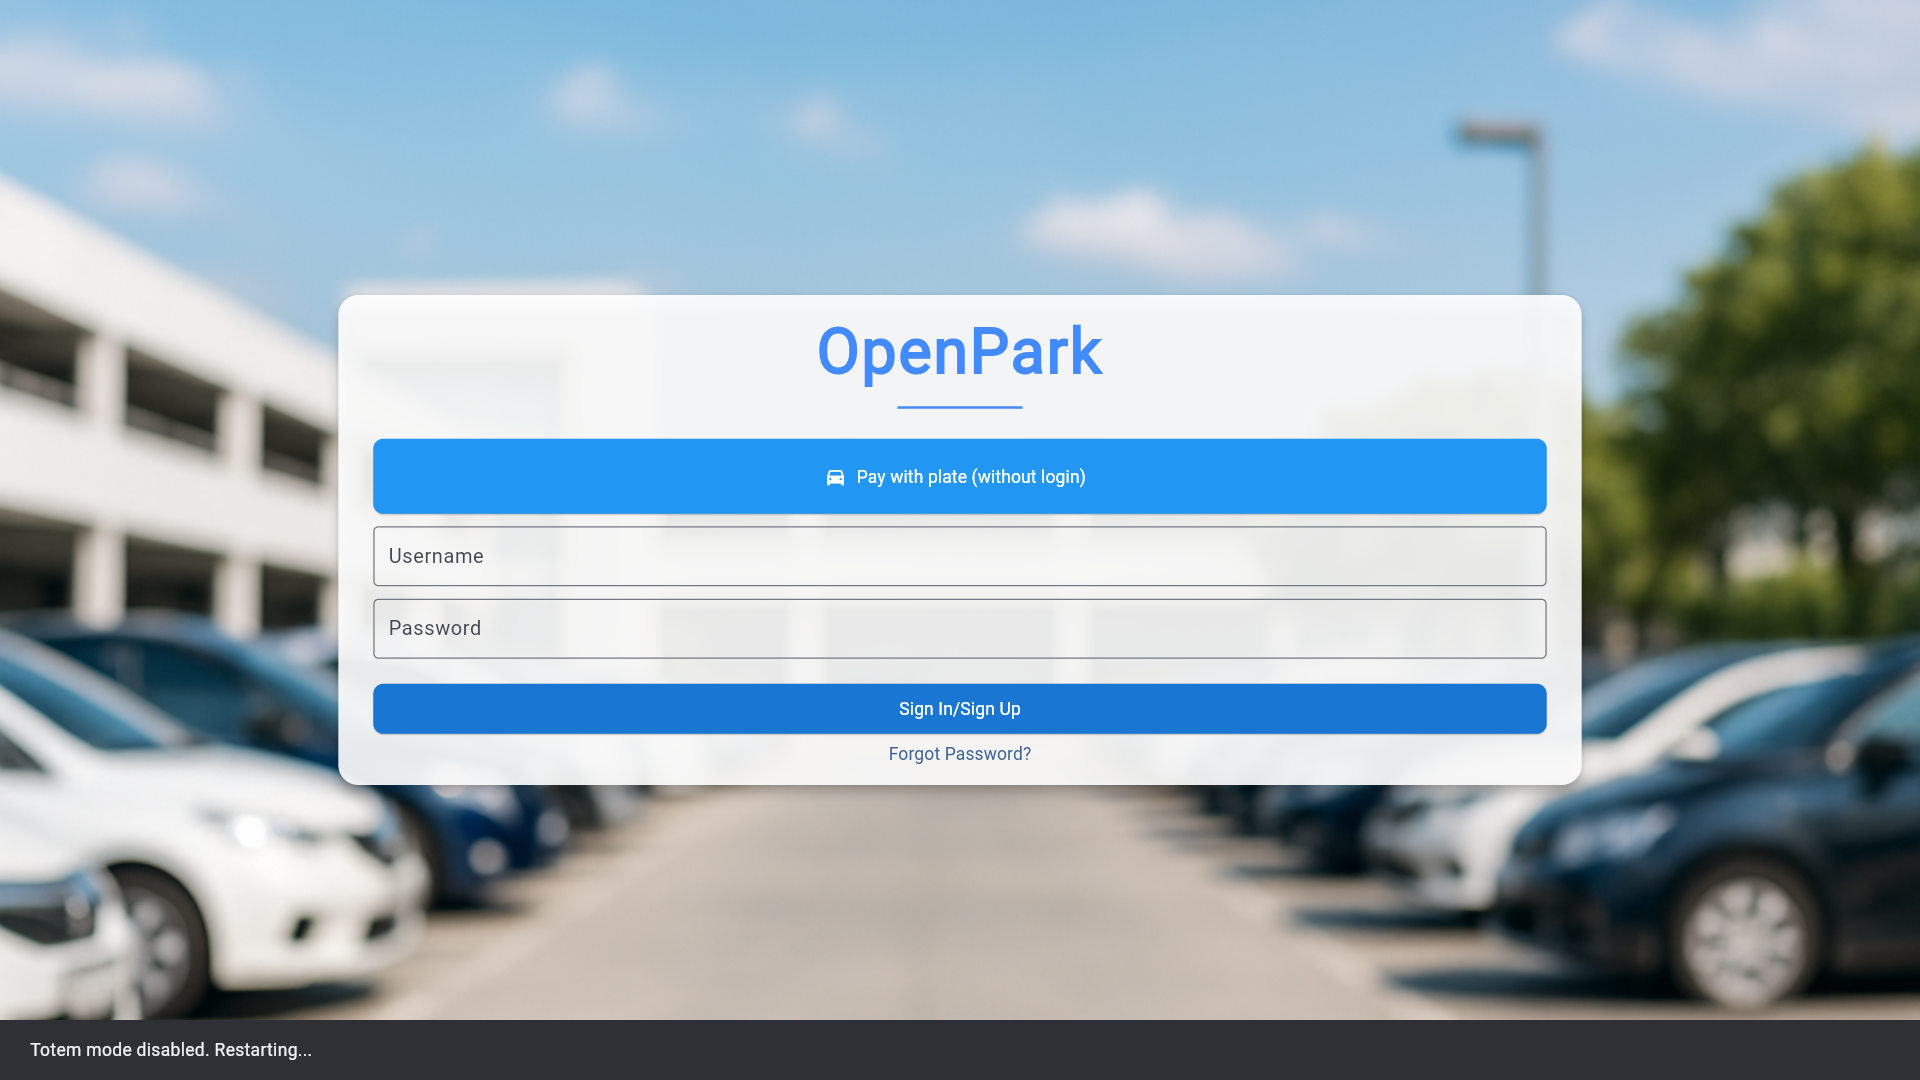 OpenPark
Pay with plate (without login)
Username
Password
Sign In/Sign Up
Forgot Password?
Totem mode disabled. Restarting...